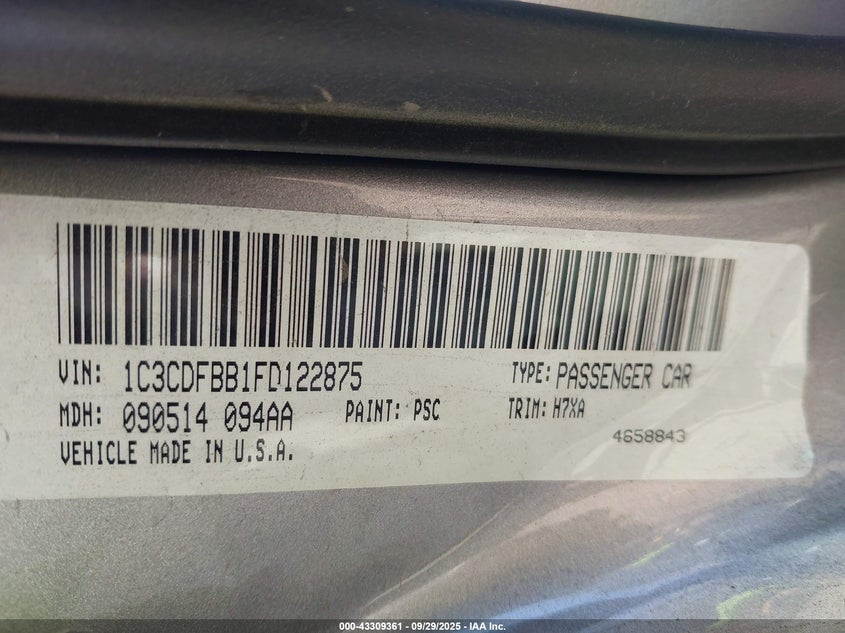 VIN: 1C3CDFBB1FD122875 TYPE: PASSENGER CAR
MDH: 090514 094AA PAINT: PSC TRIM: H7XA
VEHICLE MADE IN U.S.A. 4658843
000-43309361 - 09/29/2025 - IAA Inc.